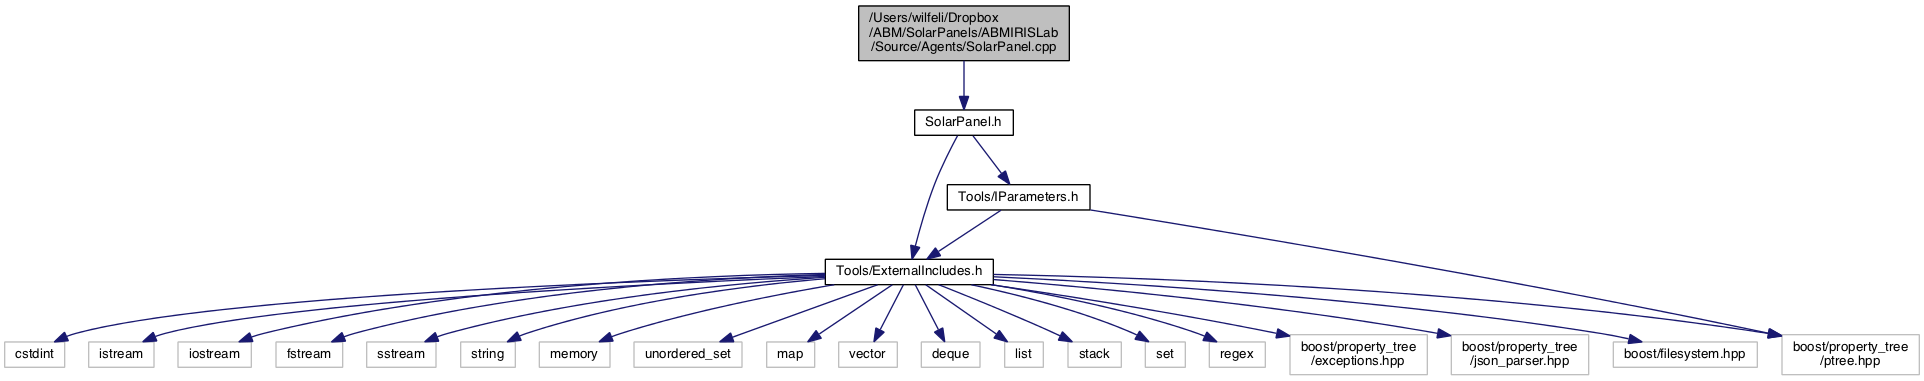 /Users/wilfeli/Dropbox
/ABM/SolarPanels/ABMIRISLab
/Source/Agents/SolarPanel.cpp
SolarPanel.h
Tools/IParameters.h
Tools/ExternalIncludes.h
cstdint
istream
iostream
fstream
sstream
string
memory
unordered_set
map
vector
deque
list
stack
set
regex
boost/property_tree
/exceptions.hpp
boost/property_tree
/json_parser.hpp
boost/filesystem.hpp
boost/property_tree
/ptree.hpp